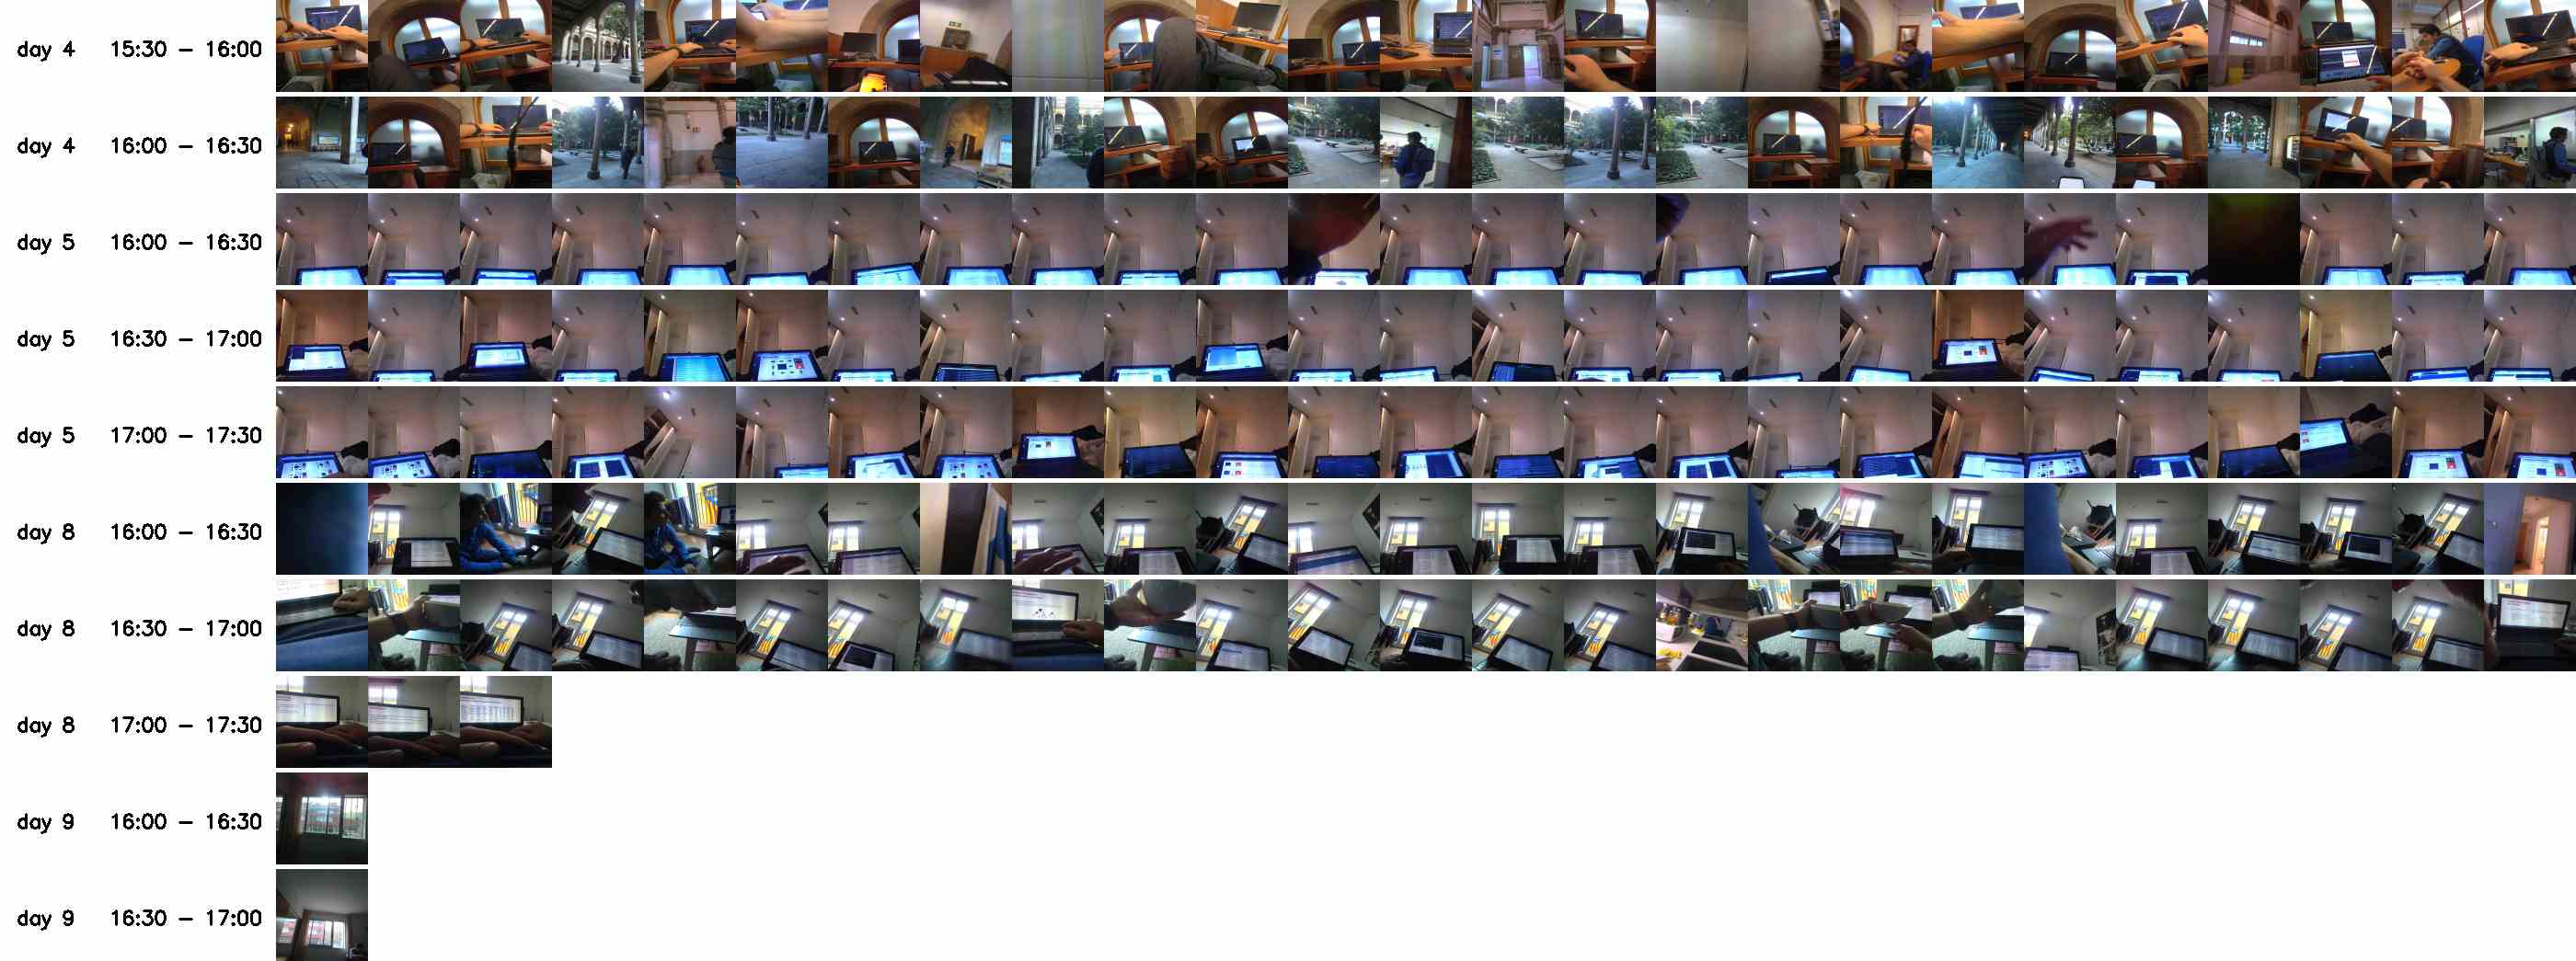 day 4 15:30 – 16:00
day 4 16:00 – 16:30
day 5 16:00 – 16:30
day 5 16:30 – 17:00
day 5 17:00 – 17:30
day 8 16:00 – 16:30
day 8 16:30 – 17:00
day 8 17:00 – 17:30
day 9 16:00 – 16:30
day 9 16:30 – 17:00